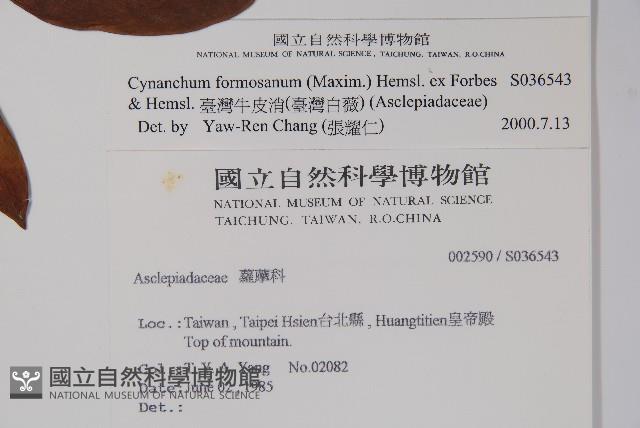 國立自然科學博物館
NATIONAL MUSEUM OF NATURAL SCIENCE, TAICHUNG, TAIWAN, R.O.CHINA
Cynanchum formosanum (Maxim.) Hemsl. ex Forbes S036543
& Hemsl. 臺灣牛皮消(臺灣白薇) (Asclepiadaceae)
Det. by Yaw-Ren Chang (張耀仁) 2000.7.13
國立自然科學博物館
NATIONAL MUSEUM OF NATURAL SCIENCE
TAICHUNG, TAIWAN, R.O.CHINA
002590 / S036543
Asclepiadaceae 蘿藦科
Loc.:Taiwan , Taipei Hsien台北縣 , Huangtitien皇帝殿
Top of mountain.
Col. T. Y. A. Yang No.02082
Date June 02, 1985
Det.:
國立自然科學博物館
NATIONAL MUSEUM OF NATURAL SCIENCE